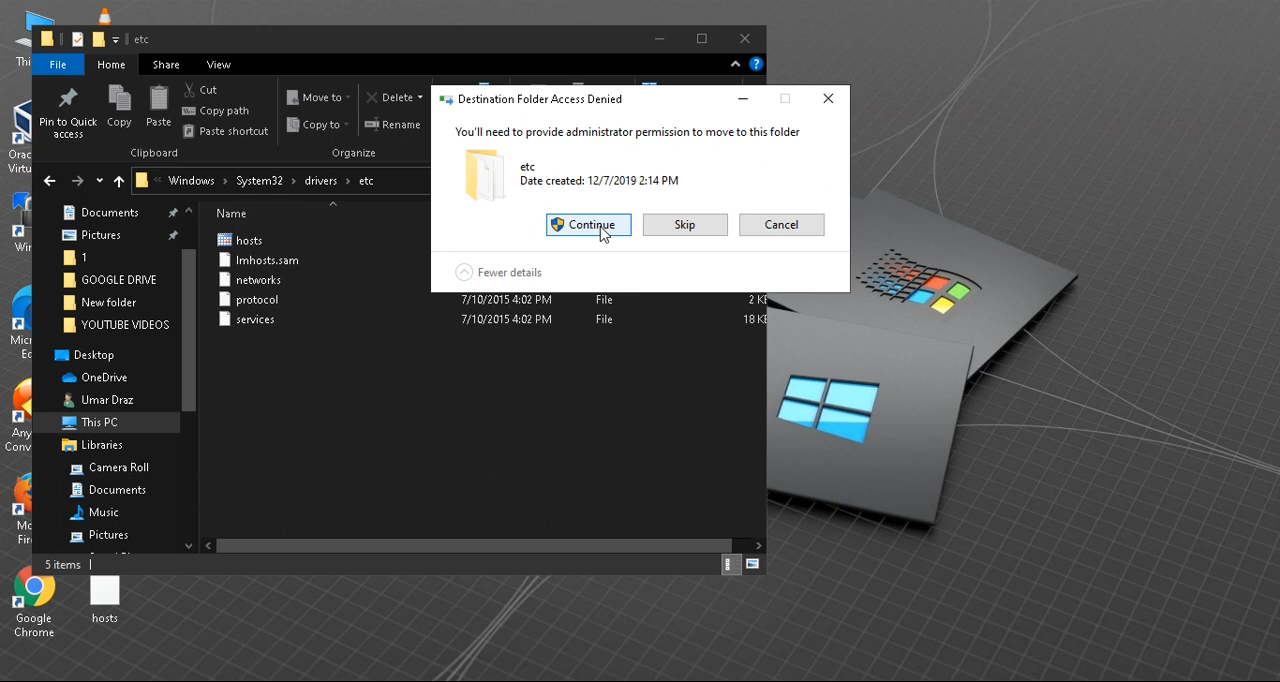 etc
File
Home
Share
View
Pin to Quick
access
Copy
Paste
Cut
Copy path
Paste shortcut
Move to
Copy to
Delete
Rename
Clipboard
Organize
Windows › System32 › drivers › etc
Destination Folder Access Denied
You'll need to provide administrator permission to move to this folder
etc
Date created: 12/7/2019 2:14 PM
Continue
Skip
Cancel
Fewer details
Documents
Pictures
1
GOOGLE DRIVE
New folder
YOUTUBE VIDEOS
Desktop
OneDrive
Umar Draz
This PC
Libraries
Camera Roll
Documents
Music
Pictures
Name
hosts
lmhosts.sam
networks
protocol 7/10/2015 4:02 PM File 2 KB
services 7/10/2015 4:02 PM File 18 KB
5 items
Google
Chrome
hosts